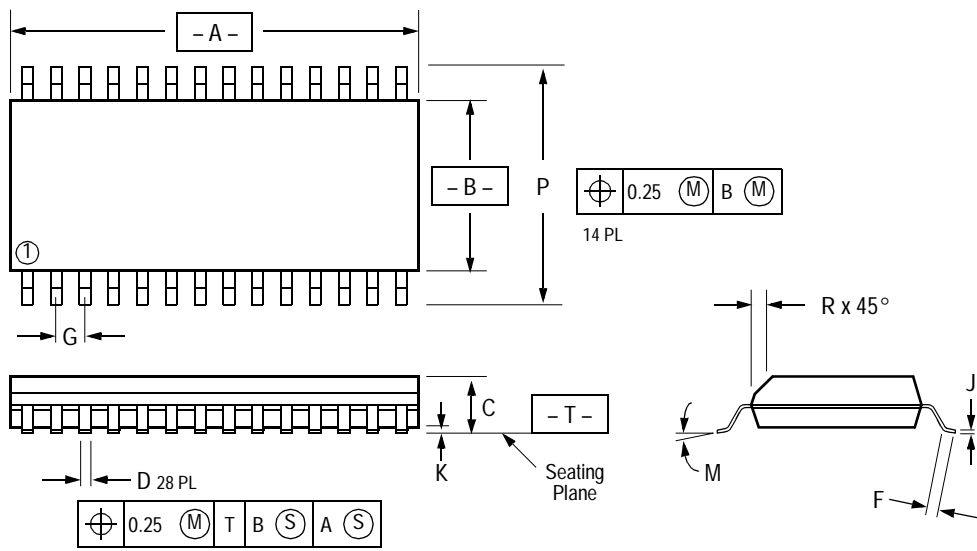 – A –
– B –
P
⌖ 0.25 Ⓜ B Ⓜ
14 PL
①
G
R x 45°
C
– T –
J
K
Seating
Plane
M
D 28 PL
F
⌖ 0.25 Ⓜ T B Ⓢ A Ⓢ